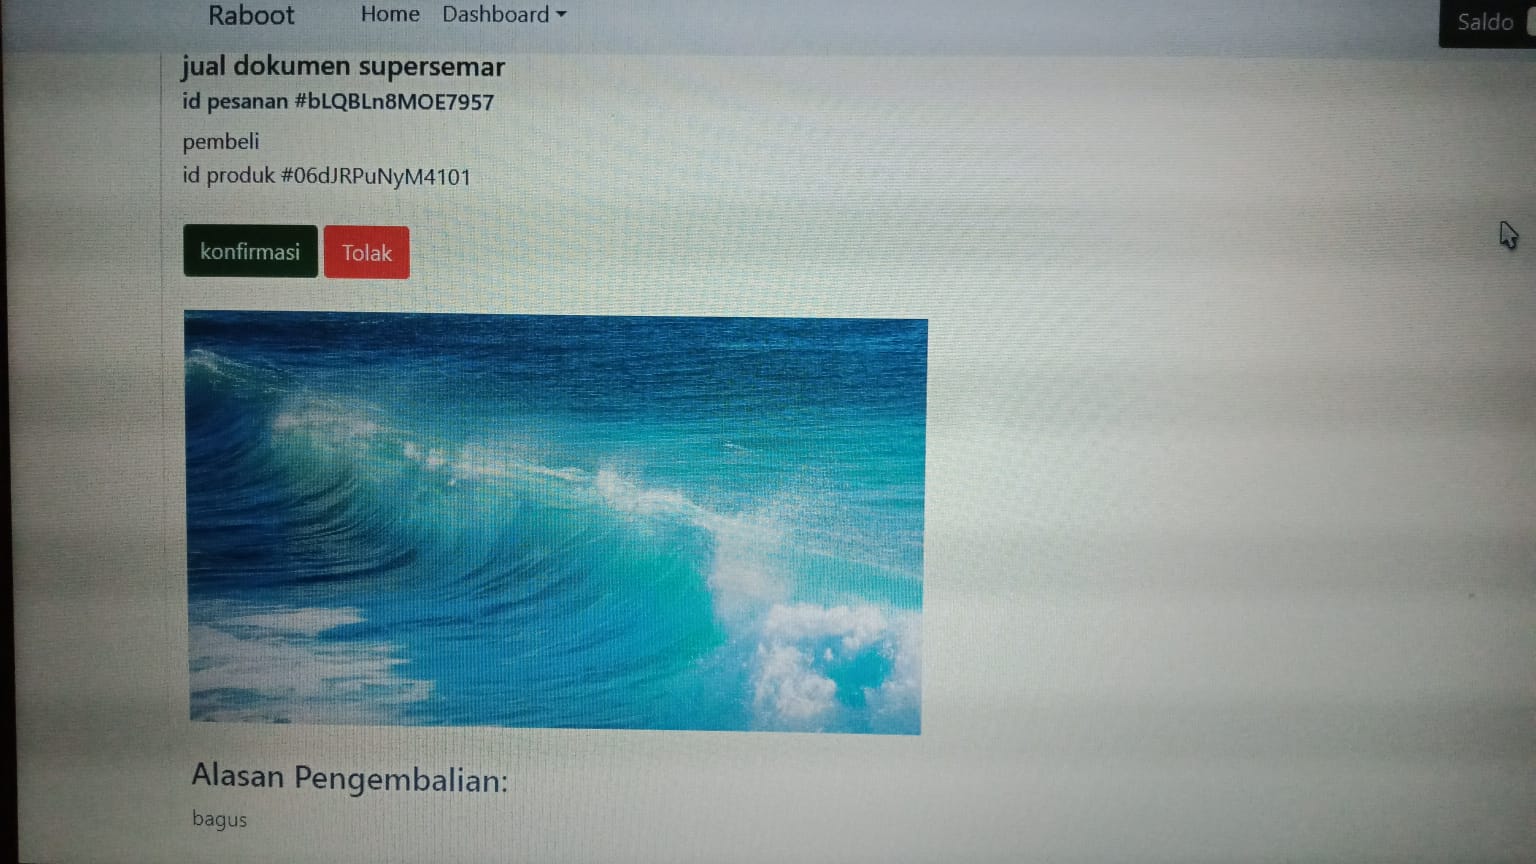 Raboot Home Dashboard Saldo
jual dokumen supersemar
id pesanan #bLQBLn8MOE7957
pembeli
id produk #06dJRPuNyM4101
konfirmasi Tolak
Alasan Pengembalian:
bagus